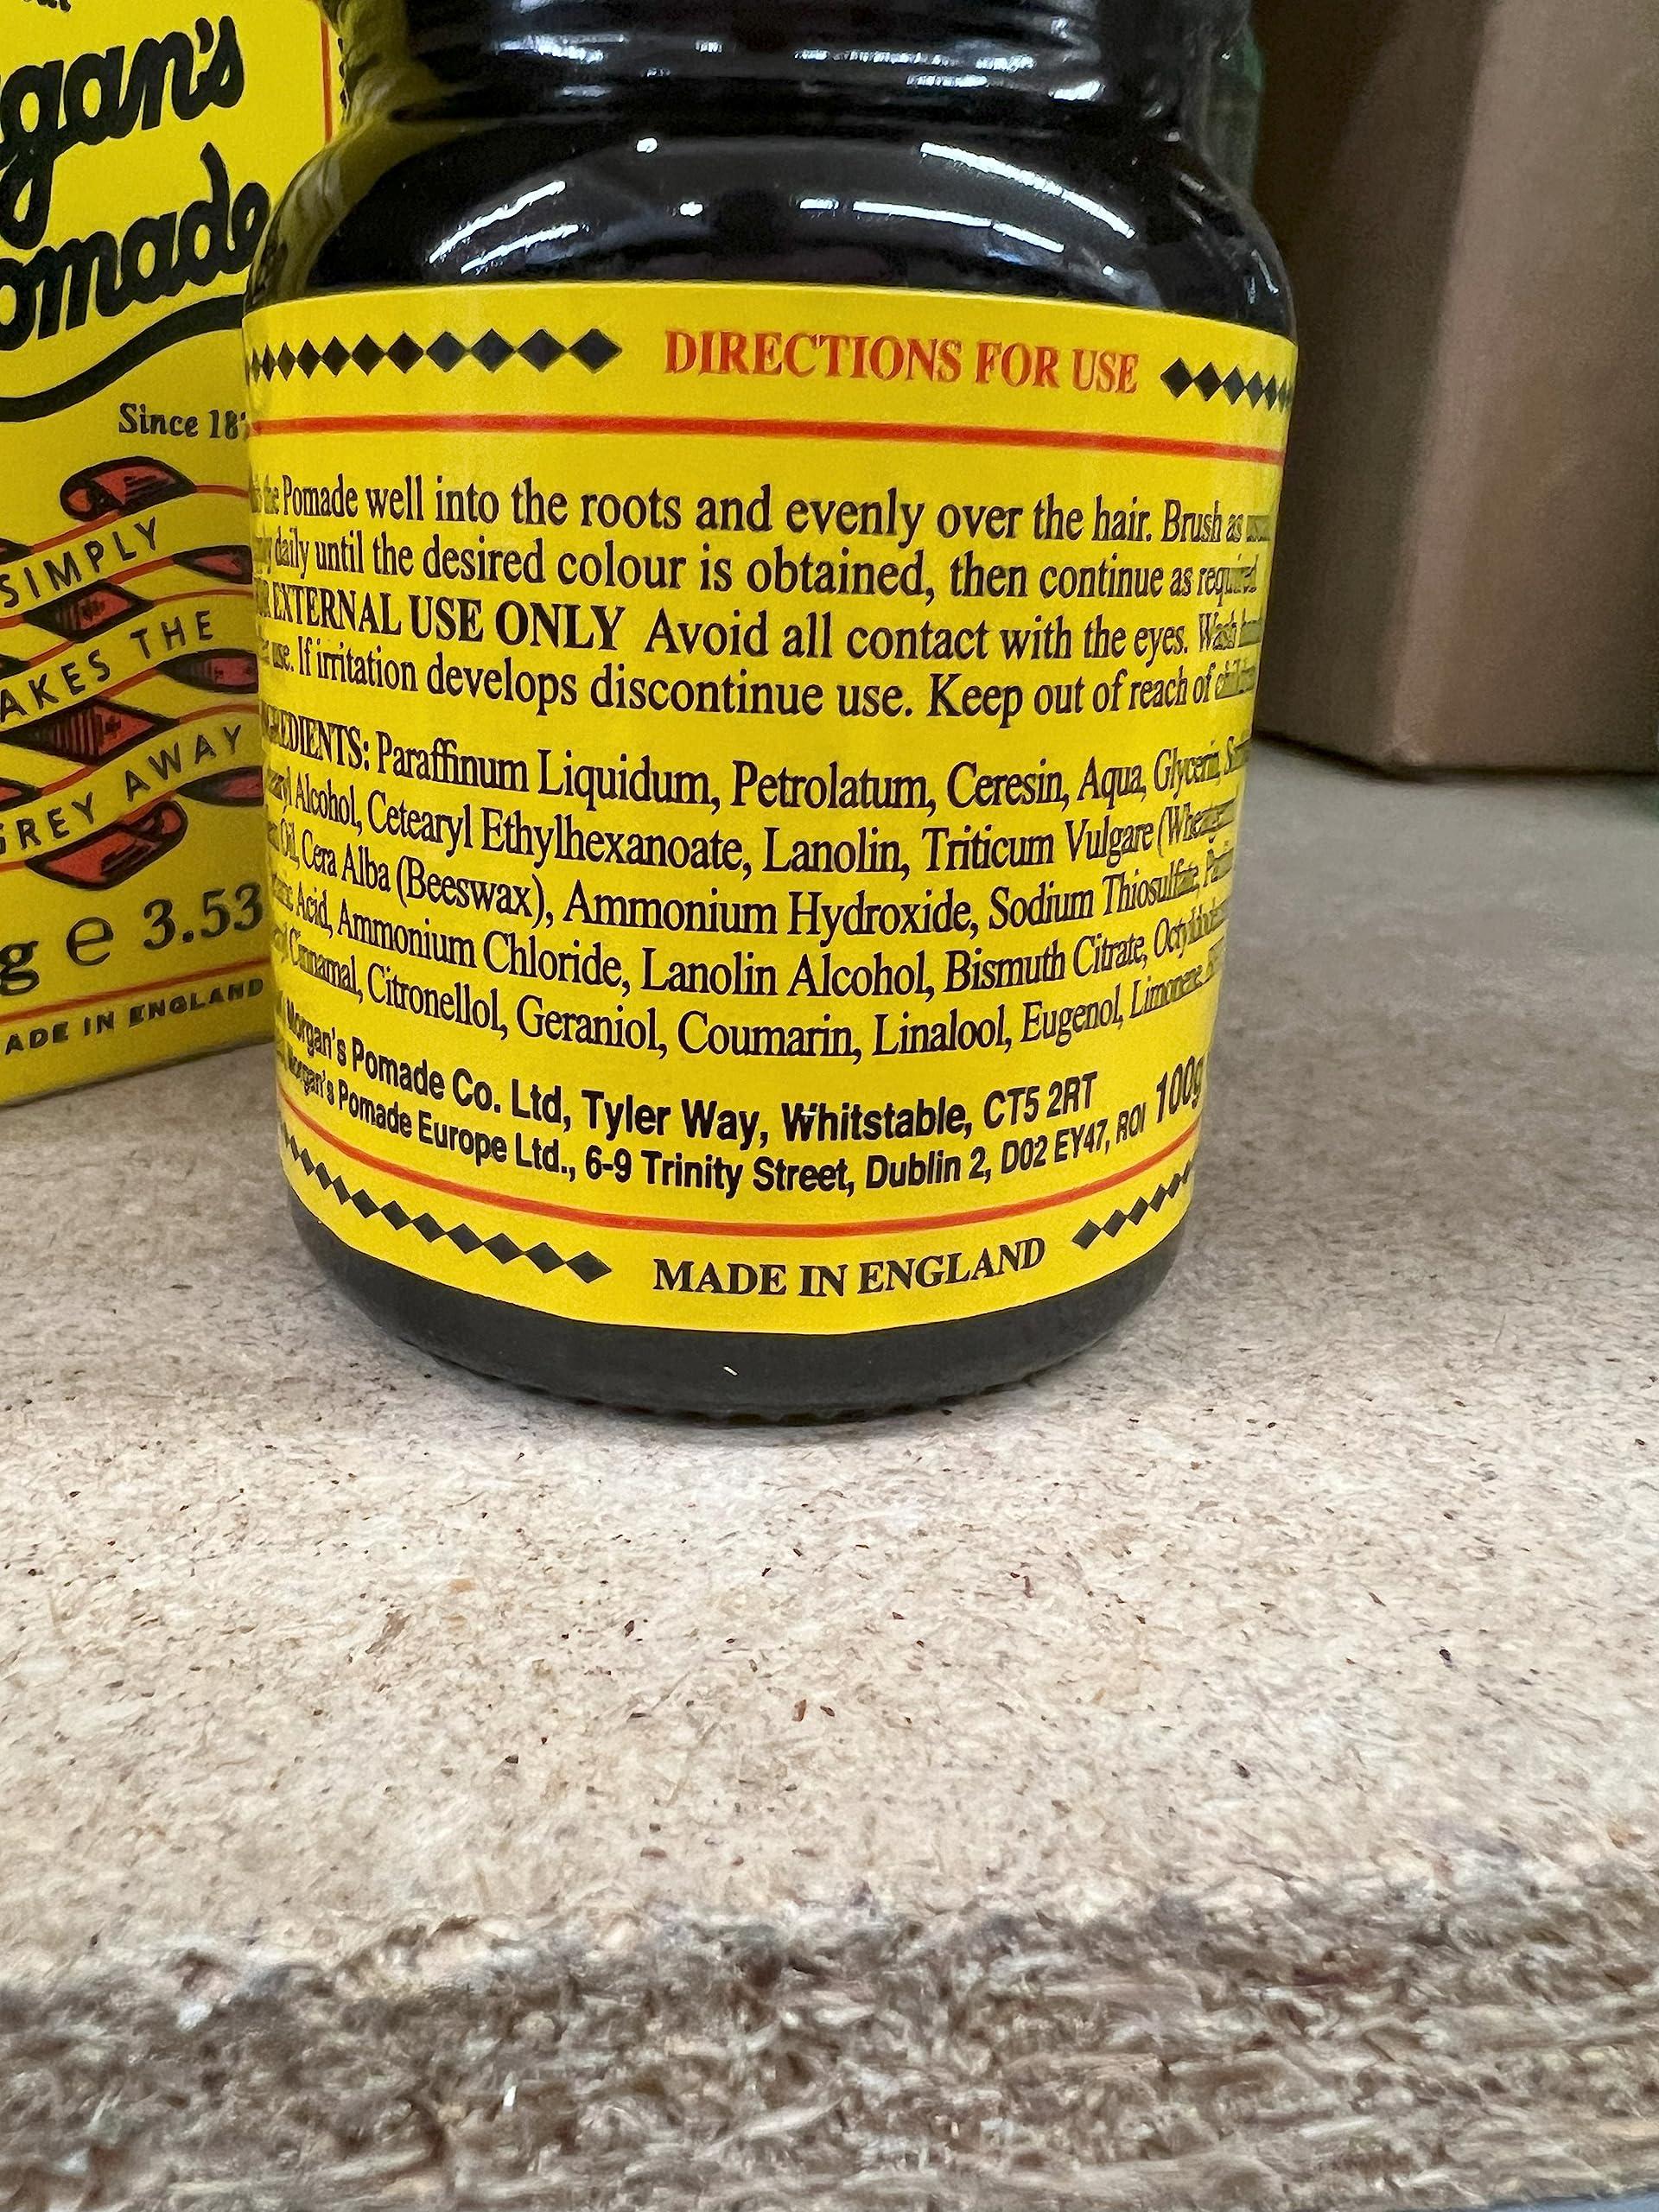 gan's
omade
Since 18
SIMPLY
AKES THE
GREY AWAY
g e 3.53
ADE IN ENGLAND
DIRECTIONS FOR USE
the Pomade well into the roots and evenly over the hair. Brush as
daily until the desired colour is obtained, then continue as required
EXTERNAL USE ONLY Avoid all contact with the eyes. Wash
use. If irritation develops discontinue use. Keep out of reach of
INGREDIENTS: Paraffinum Liquidum, Petrolatum, Ceresin, Aqua, Glycerin,
Alcohol, Cetearyl Ethylhexanoate, Lanolin, Triticum Vulgare
Oil, Cera Alba (Beeswax), Ammonium Hydroxide, Sodium Thiosulfate,
Acid, Ammonium Chloride, Lanolin Alcohol, Bismuth Citrate,
Cinnamal, Citronellol, Geraniol, Coumarin, Linalool, Eugenol, Limonene,
Morgan's Pomade Co. Ltd, Tyler Way, Whitstable, CT5 2RT
Morgan's Pomade Europe Ltd., 6-9 Trinity Street, Dublin 2, D02 EY47, ROI 100g
MADE IN ENGLAND